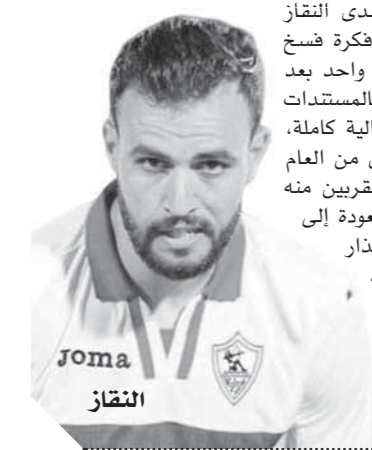 دى النقاز
فكرة فسخ
واحد بعد
المستندات
الية كاملة،
من العام
قربين منه
عودة إلى
ذار
،
joma
النقاز